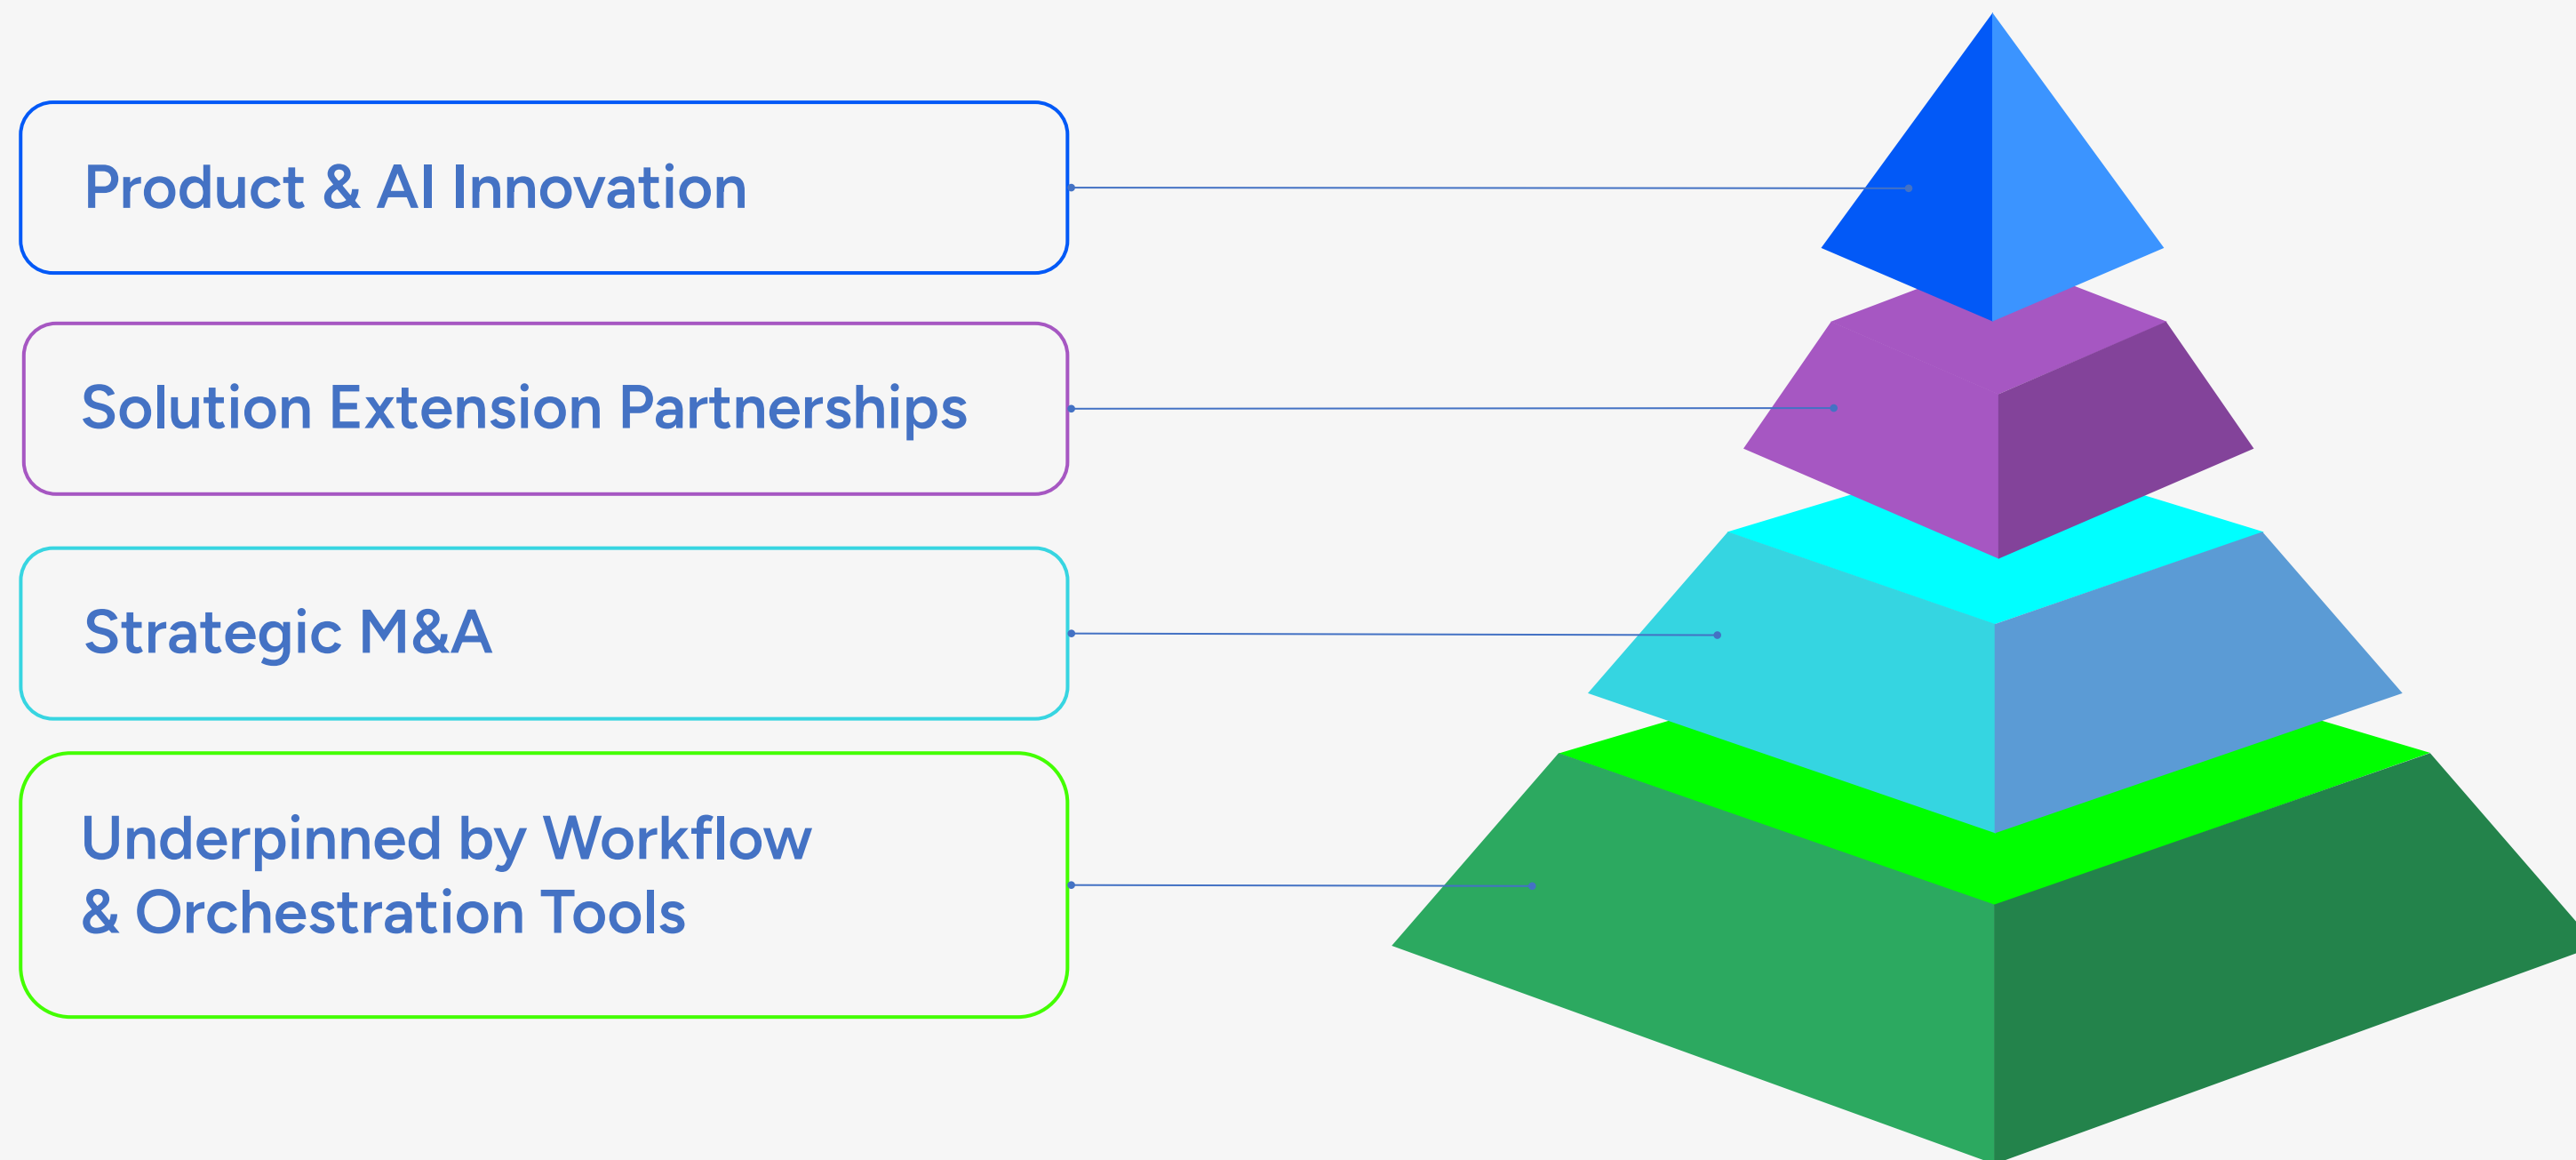 Product & AI Innovation
Solution Extension Partnerships
Strategic M&A
Underpinned by Workflow
& Orchestration Tools